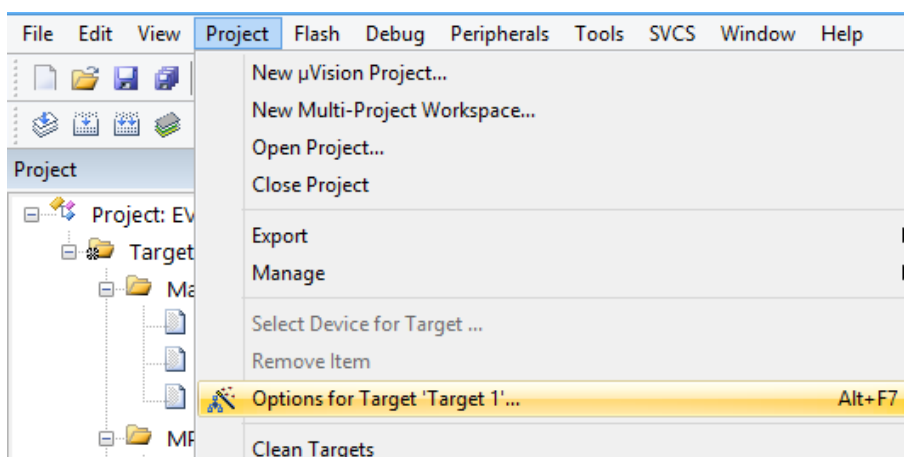 File Edit View Project Flash Debug Peripherals Tools SVCS Window Help
New µVision Project...
New Multi-Project Workspace...
Open Project...
Project
Close Project
Project: EV
Export
Target
Manage
Ma
Select Device for Target ...
Remove Item
Options for Target 'Target 1'... Alt+F7
MP
Clean Targets